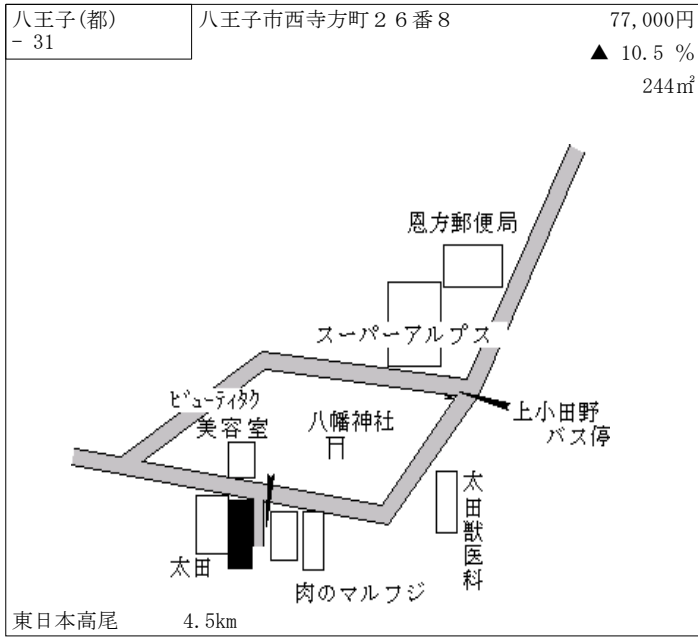 八王子(都)
- 31
八王子市西寺方町２６番８
77,000円
▲ 10.5 %
244㎡
恩方郵便局
スーパーアルプス
ﾋﾞｭｰﾃｨﾀｸ
美容室
八幡神社
上小田野
バス停
太田獣医科
太田
肉のマルフジ
東日本高尾 4.5km